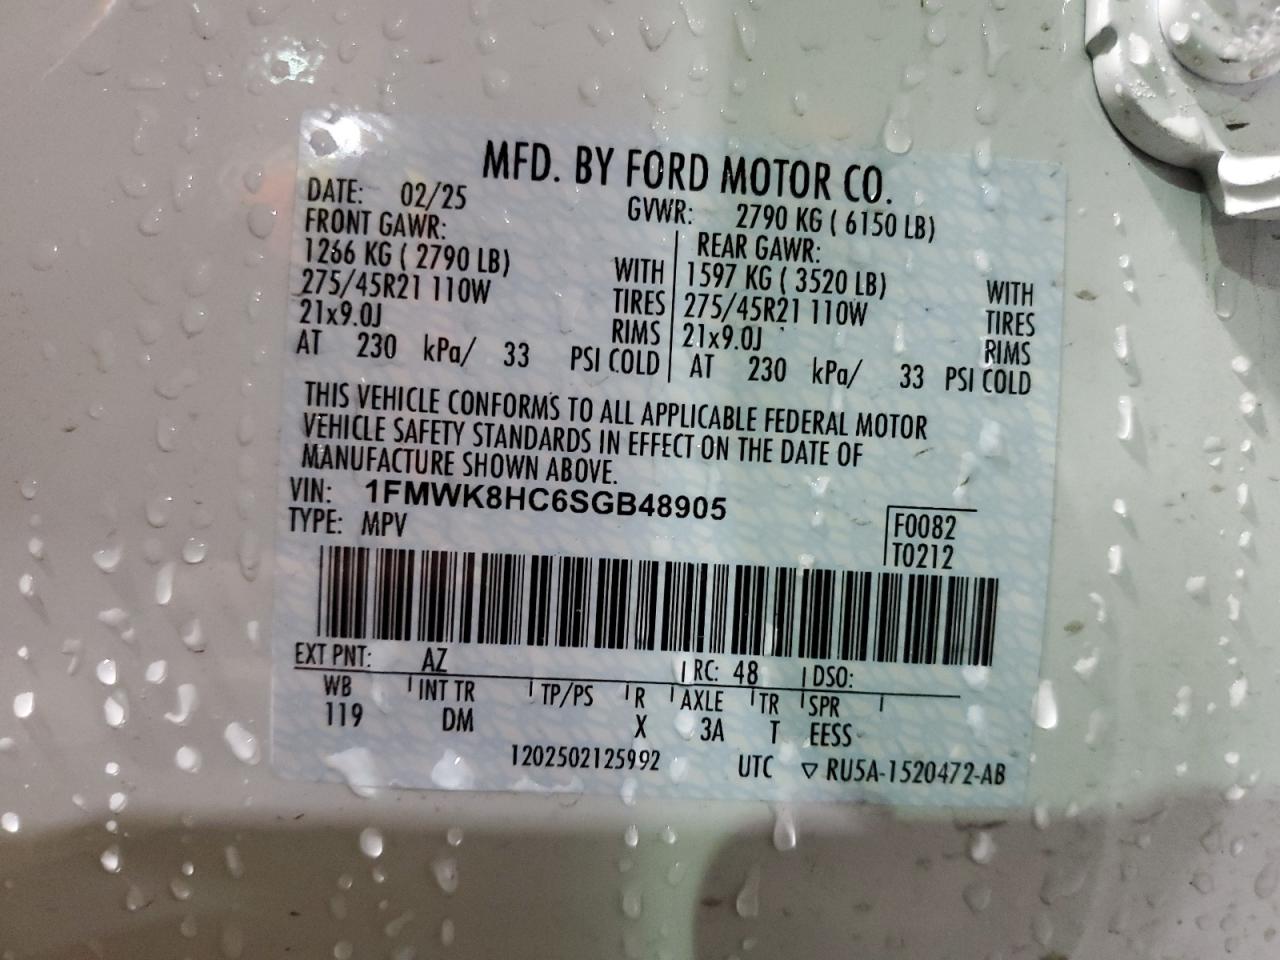 MFD. BY FORD MOTOR CO.
DATE: 02/25 GVWR: 2790 KG ( 6150 LB)
FRONT GAWR: REAR GAWR:
1266 KG ( 2790 LB) WITH 1597 KG ( 3520 LB) WITH
275/45R21 110W TIRES 275/45R21 110W TIRES
21x9.0J RIMS 21x9.0J RIMS
AT 230 kPa/ 33 PSI COLD AT 230 kPa/ 33 PSI COLD
THIS VEHICLE CONFORMS TO ALL APPLICABLE FEDERAL MOTOR
VEHICLE SAFETY STANDARDS IN EFFECT ON THE DATE OF
MANUFACTURE SHOWN ABOVE.
VIN: 1FMWK8HC6SGB48905
TYPE: MPV
F0082
T0212
EXT PNT: AZ RC: 48 DSO:
WB INT TR TP/PS R AXLE TR SPR
119 DM X 3A T EESS
1202502125992 UTC ▽ RU5A-1520472-AB